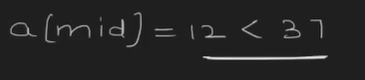 a[mid] = 12 < 37